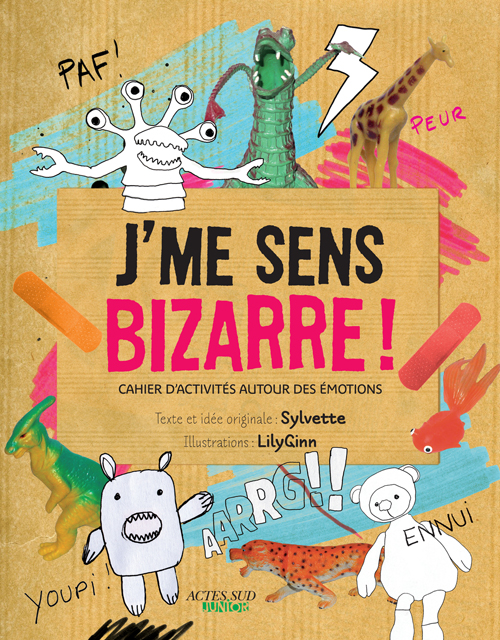 PAF!
PEUR
J'ME SENS
BIZARRE!
CAHIER D'ACTIVITÉS AUTOUR DES ÉMOTIONS
Texte et idée originale : Sylvette
Illustrations : LilyGinn
AARRG!!
ENNUI
YOUPI!
ACTES SUD
JUNIOR